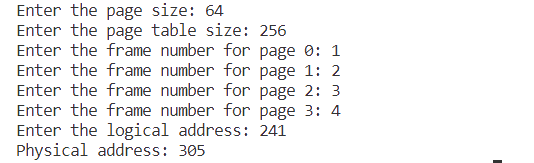 Enter the page size: 64
Enter the page table size: 256
Enter the frame number for page 0: 1
Enter the frame number for page 1: 2
Enter the frame number for page 2: 3
Enter the frame number for page 3: 4
Enter the logical address: 241
Physical address: 305